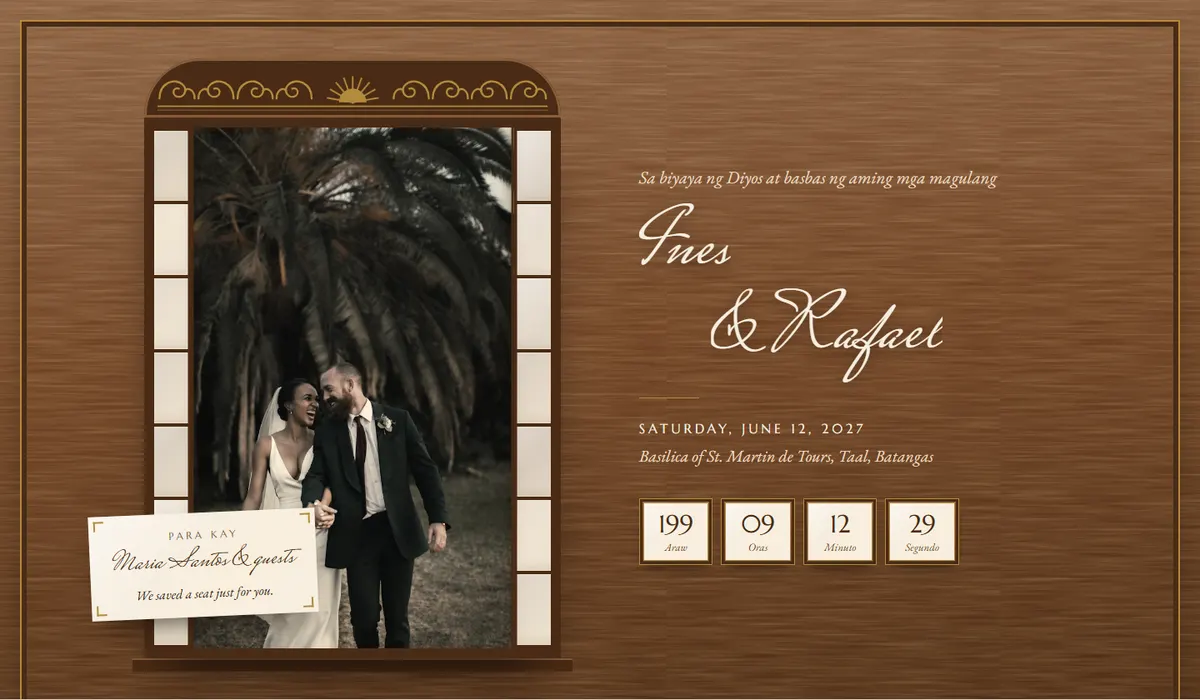 Sa biyaya ng Diyos at basbas ng aming mga magulang
Ines
& Rafael
SATURDAY, JUNE 12, 2027
Basilica of St. Martin de Tours, Taal, Batangas
199 09 12 29
Araw Oras Minuto Segundo
PARA KAY
Maria Santos & guests
We saved a seat just for you.